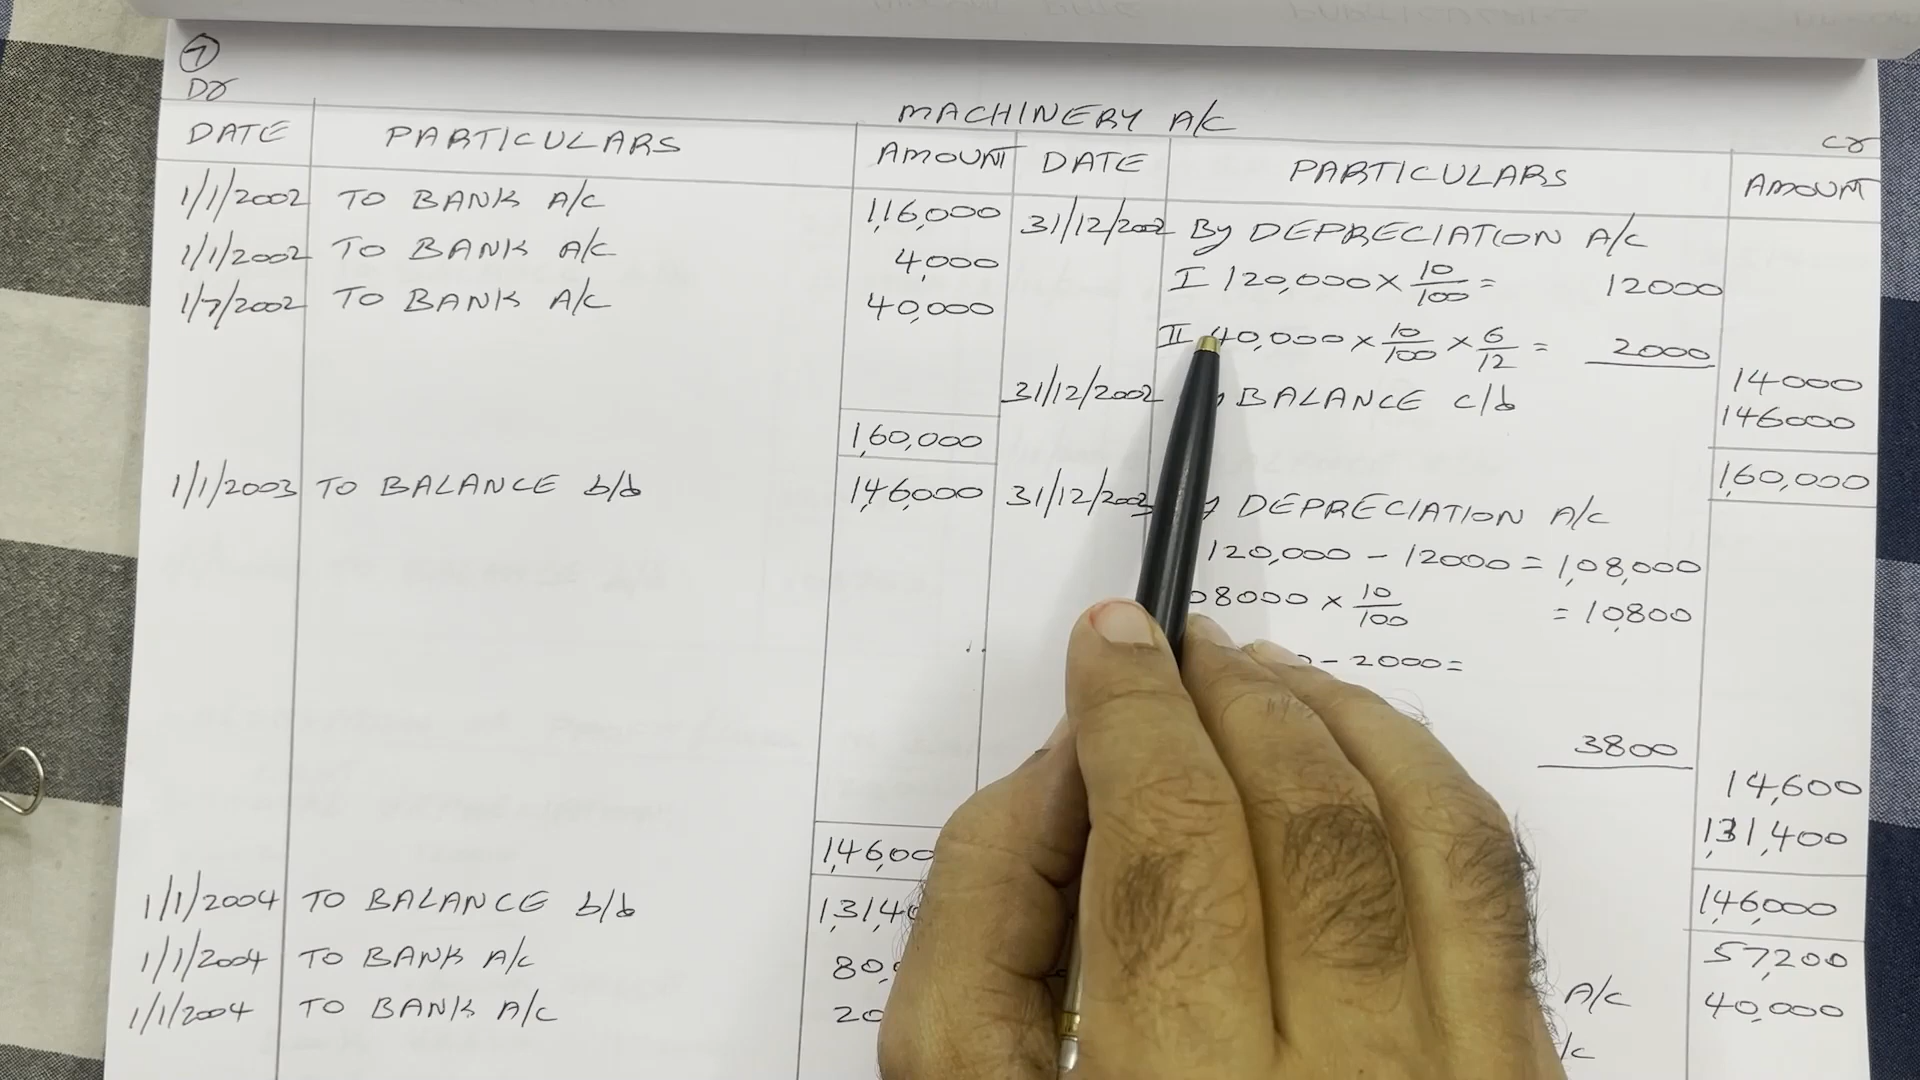 7
Dr
MACHINERY A/C
Cr
DATE PARTICULARS AMOUNT DATE PARTICULARS AMOUNT
1/1/2002 TO BANK A/C 1,16,000 31/12/2002 By DEPRECIATION A/C
1/1/2002 TO BANK A/C 4,000 I 120,000 × 10/100 = 12000
1/7/2002 TO BANK A/C 40,000 II 40,000 × 10/100 × 6/12 = 2000
14000
31/12/2002 BALANCE c/d 146000
1,60,000 1,60,000
1/1/2003 TO BALANCE b/d 1,46,000 31/12/2003 DEPRECIATION A/C
120,000 - 12000 = 1,08,000
08000 × 10/100 = 10,800
- 2000 =
3800
14,600
1,31,400
1,46,00 1,46,000
1/1/2004 TO BALANCE b/d 1,31,40 57,200
1/1/2004 TO BANK A/C 80, A/C 40,000
1/1/2004 TO BANK A/C 20